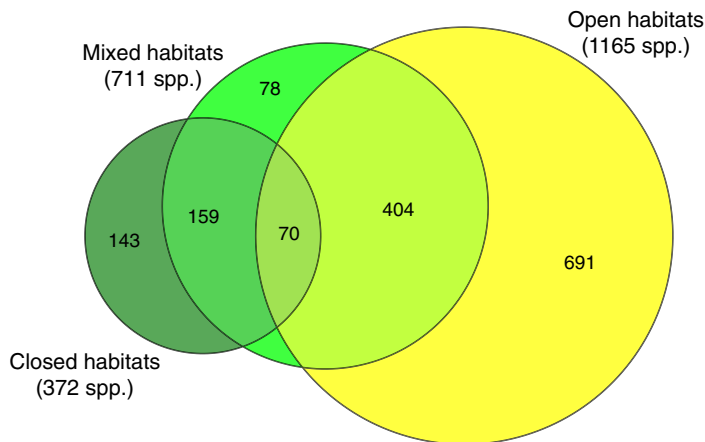 Open habitats
(1165 spp.)
Mixed habitats
(711 spp.)
78
159
70
404
143
691
Closed habitats
(372 spp.)